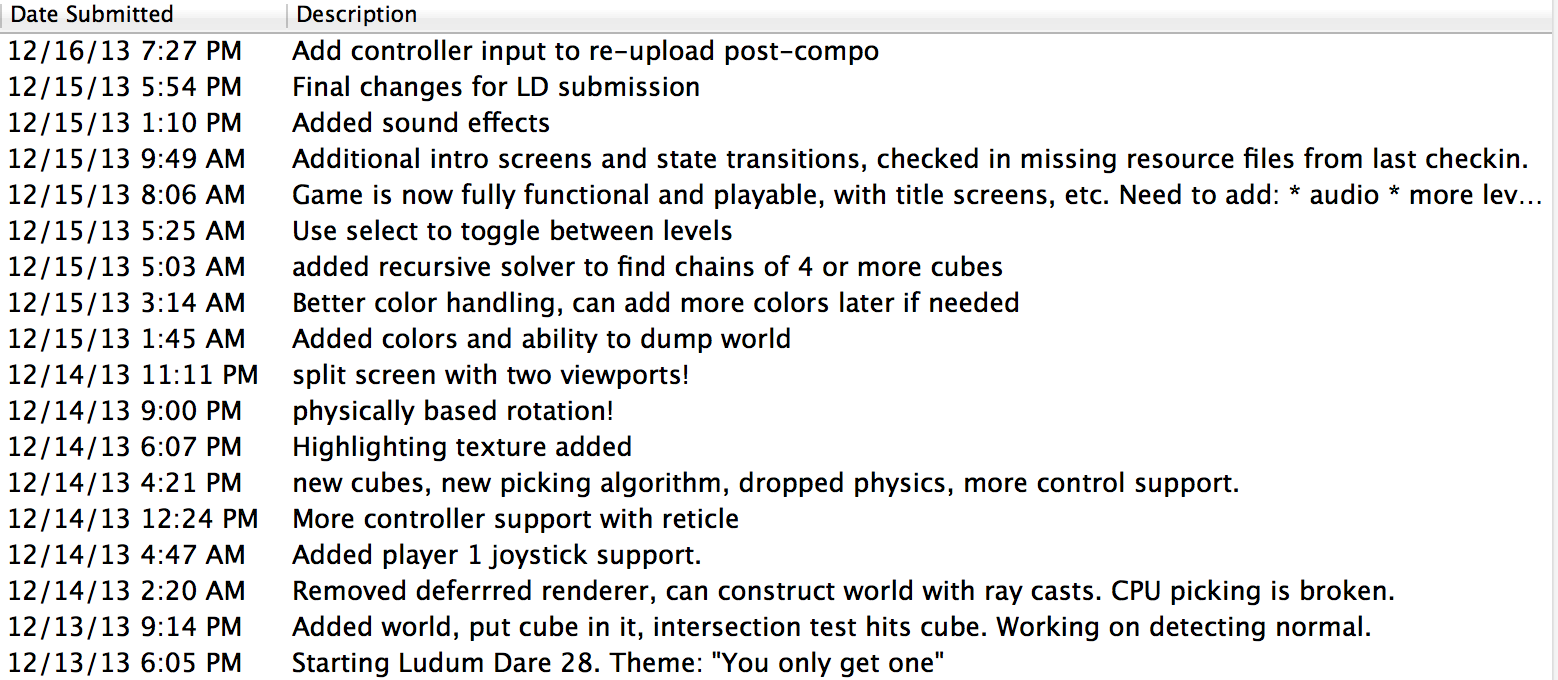 Date Submitted Description
12/16/13 7:27 PM Add controller input to re-upload post-compo
12/15/13 5:54 PM Final changes for LD submission
12/15/13 1:10 PM Added sound effects
12/15/13 9:49 AM Additional intro screens and state transitions, checked in missing resource files from last checkin.
12/15/13 8:06 AM Game is now fully functional and playable, with title screens, etc. Need to add: * audio * more lev...
12/15/13 5:25 AM Use select to toggle between levels
12/15/13 5:03 AM added recursive solver to find chains of 4 or more cubes
12/15/13 3:14 AM Better color handling, can add more colors later if needed
12/15/13 1:45 AM Added colors and ability to dump world
12/14/13 11:11 PM split screen with two viewports!
12/14/13 9:00 PM physically based rotation!
12/14/13 6:07 PM Highlighting texture added
12/14/13 4:21 PM new cubes, new picking algorithm, dropped physics, more control support.
12/14/13 12:24 PM More controller support with reticle
12/14/13 4:47 AM Added player 1 joystick support.
12/14/13 2:20 AM Removed deferrred renderer, can construct world with ray casts. CPU picking is broken.
12/13/13 9:14 PM Added world, put cube in it, intersection test hits cube. Working on detecting normal.
12/13/13 6:05 PM Starting Ludum Dare 28. Theme: "You only get one"